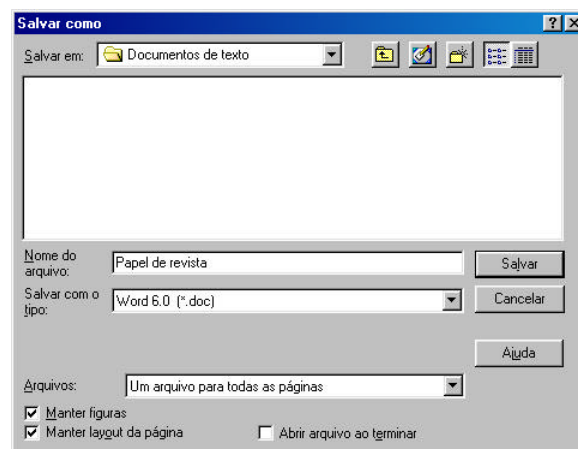 Salvar como
Salvar em: Documentos de texto
Nome do
arquivo: Papel de revista
Salvar
Salvar com o
tipo: Word 6.0 (*.doc)
Cancelar
Ajuda
Arquivos: Um arquivo para todas as páginas
Manter figuras
Manter layout da página
Abrir arquivo ao terminar